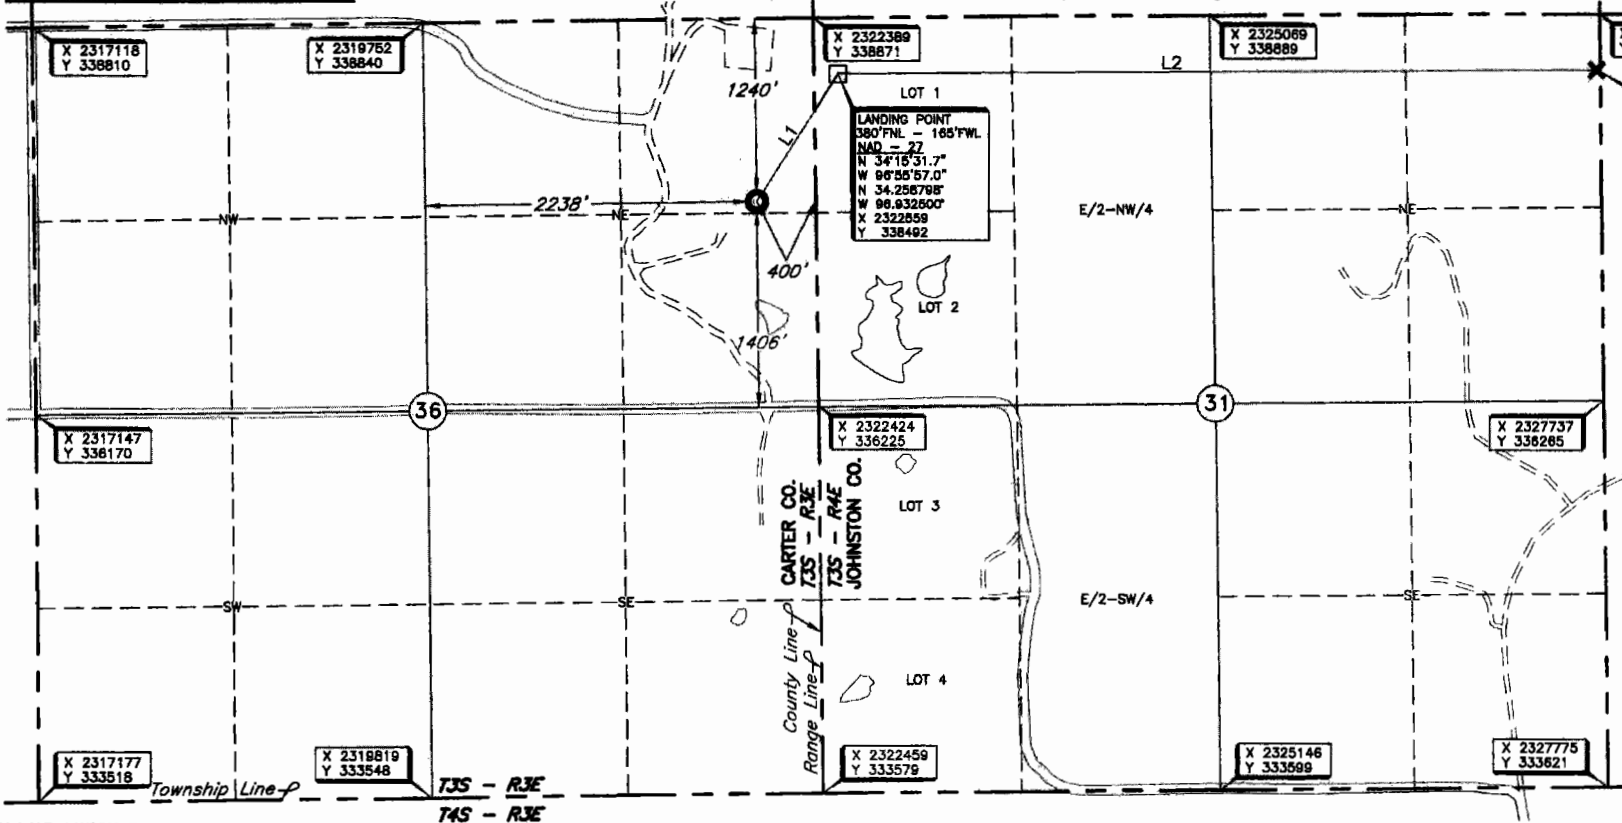 X 2317118
Y 338810
X 2319752
Y 338840
X 2322389
Y 338871
X 2325069
Y 338889
L2
1240'
LOT 1
L1
LANDING POINT
380'FNL - 165'FWL
NAD - 27
N 34°15'31.7"
W 96°55'57.0"
N 34.258798°
W 96.932500°
X 2322559
Y 338492
2238'
NW
NE
E/2-NW/4
NE
400'
LOT 2
1406'
36
31
X 2317147
Y 336170
X 2322424
Y 336225
X 2327737
Y 336265
CARTER CO.
T3S - R3E
T3S - R4E
JOHNSTON CO.
LOT 3
SW
SE
E/2-SW/4
SE
County Line
Range Line
LOT 4
X 2317177
Y 333518
X 2319819
Y 333548
X 2322459
Y 333579
X 2325146
Y 333599
X 2327775
Y 333621
Township Line
T3S - R3E
T4S - R3E